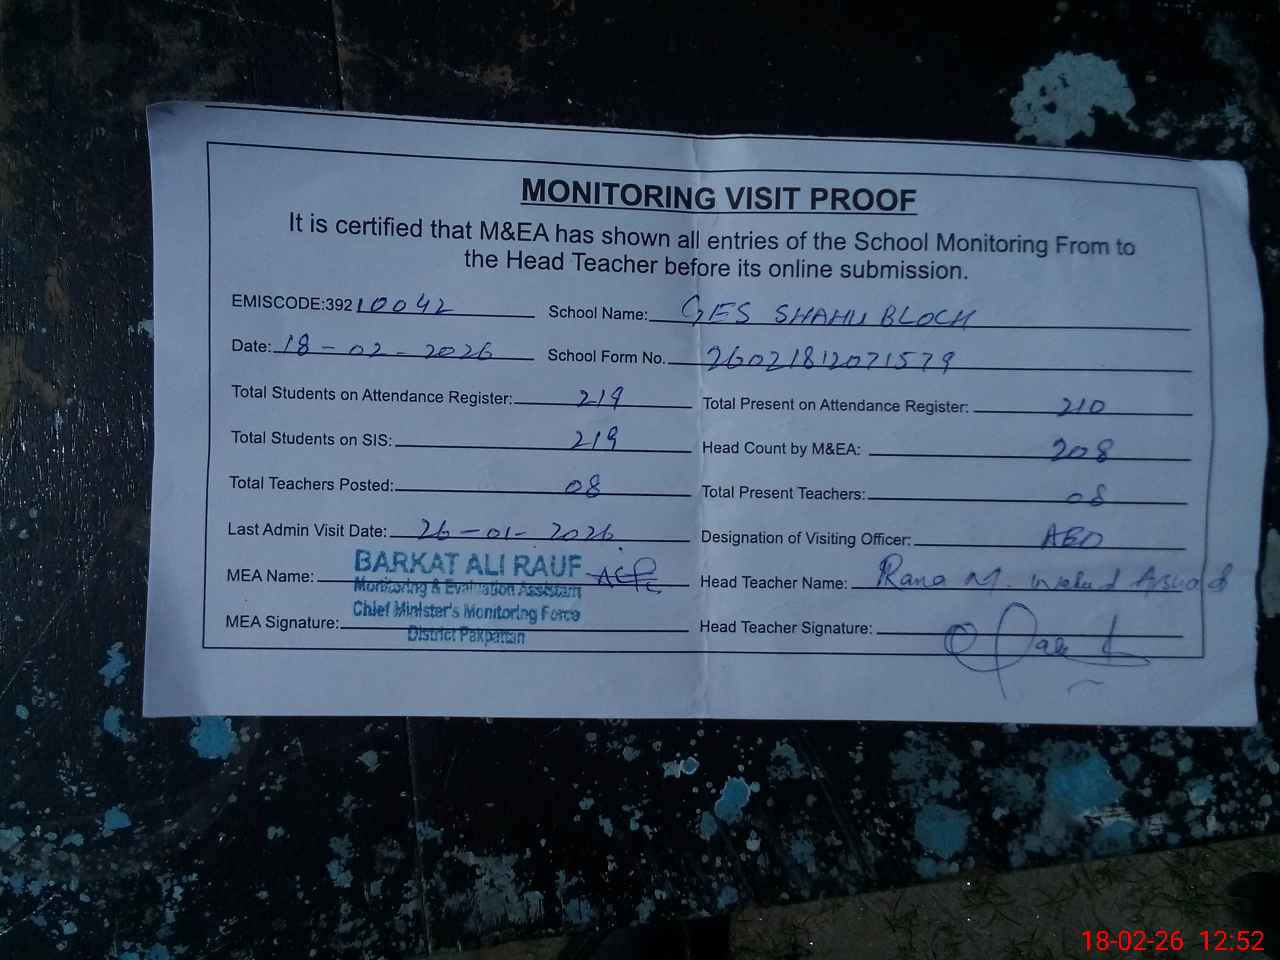 MONITORING VISIT PROOF
It is certified that M&EA has shown all entries of the School Monitoring From to
the Head Teacher before its online submission.
EMISCODE:392 10042 School Name: GES SHAHU BLOCH
Date: 18-02-2026 School Form No. 26021812071579
Total Students on Attendance Register: 219 Total Present on Attendance Register: 210
Total Students on SIS: 219 Head Count by M&EA: 208
Total Teachers Posted: 08 Total Present Teachers: 08
Last Admin Visit Date: 26-01-2026. Designation of Visiting Officer: AEO
MEA Name: BARKAT ALI RAUF Head Teacher Name: Rana M.
Monitoring & Evaluation Assistant
Chief Minister's Monitoring Force
MEA Signature: Head Teacher Signature:
District Pakpattan
18-02-26 12:52